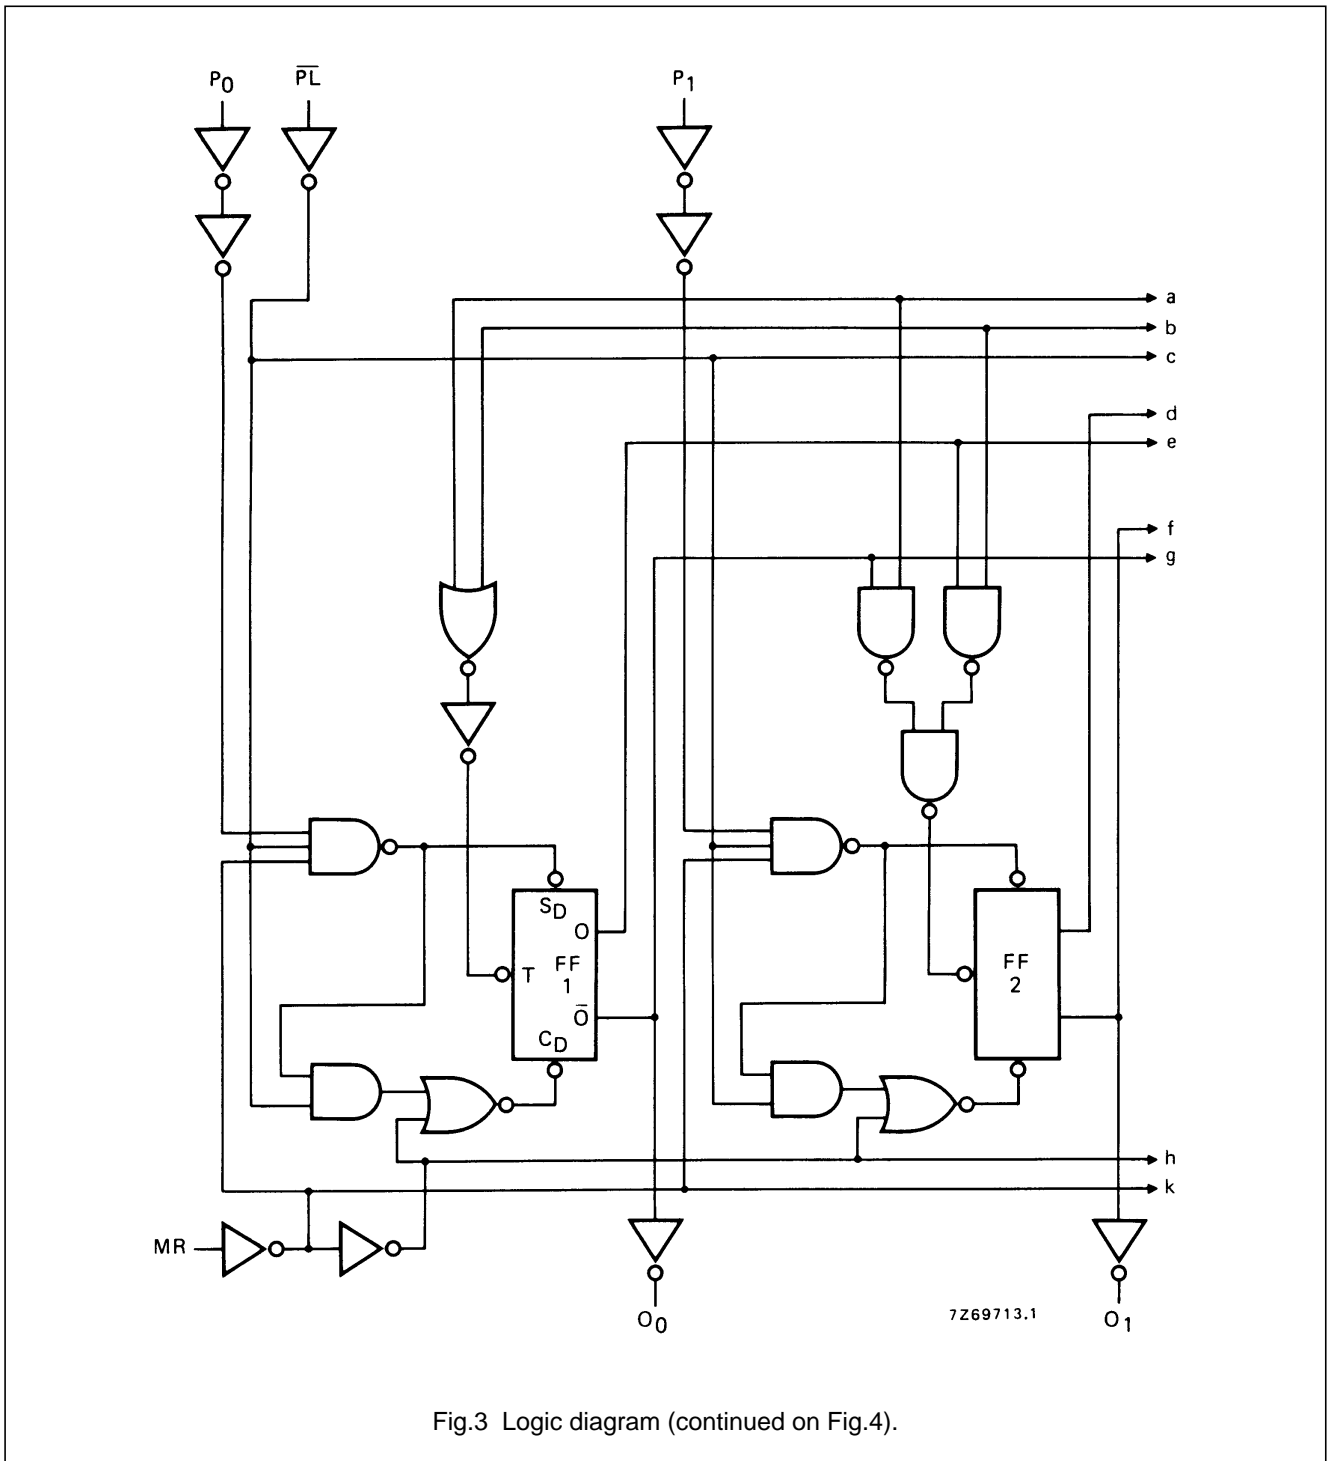 P0 P̅L̅ P1
a
b
c
d
e
f
g
SD
O
T FF 1
O̅
CD
FF 2
h
k
MR
O0 7Z69713.1 O1
Fig.3 Logic diagram (continued on Fig.4).